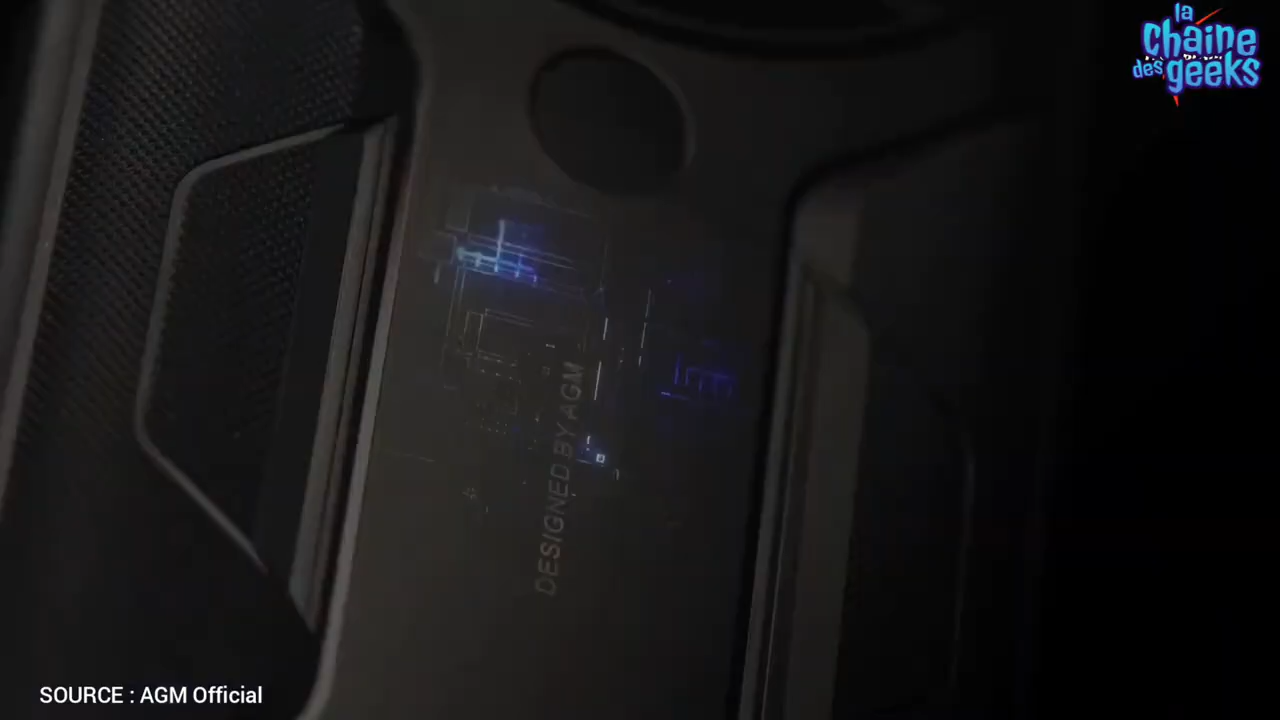 la
Chaine
des geeks
DESIGNED BY AGM
SOURCE : AGM Official